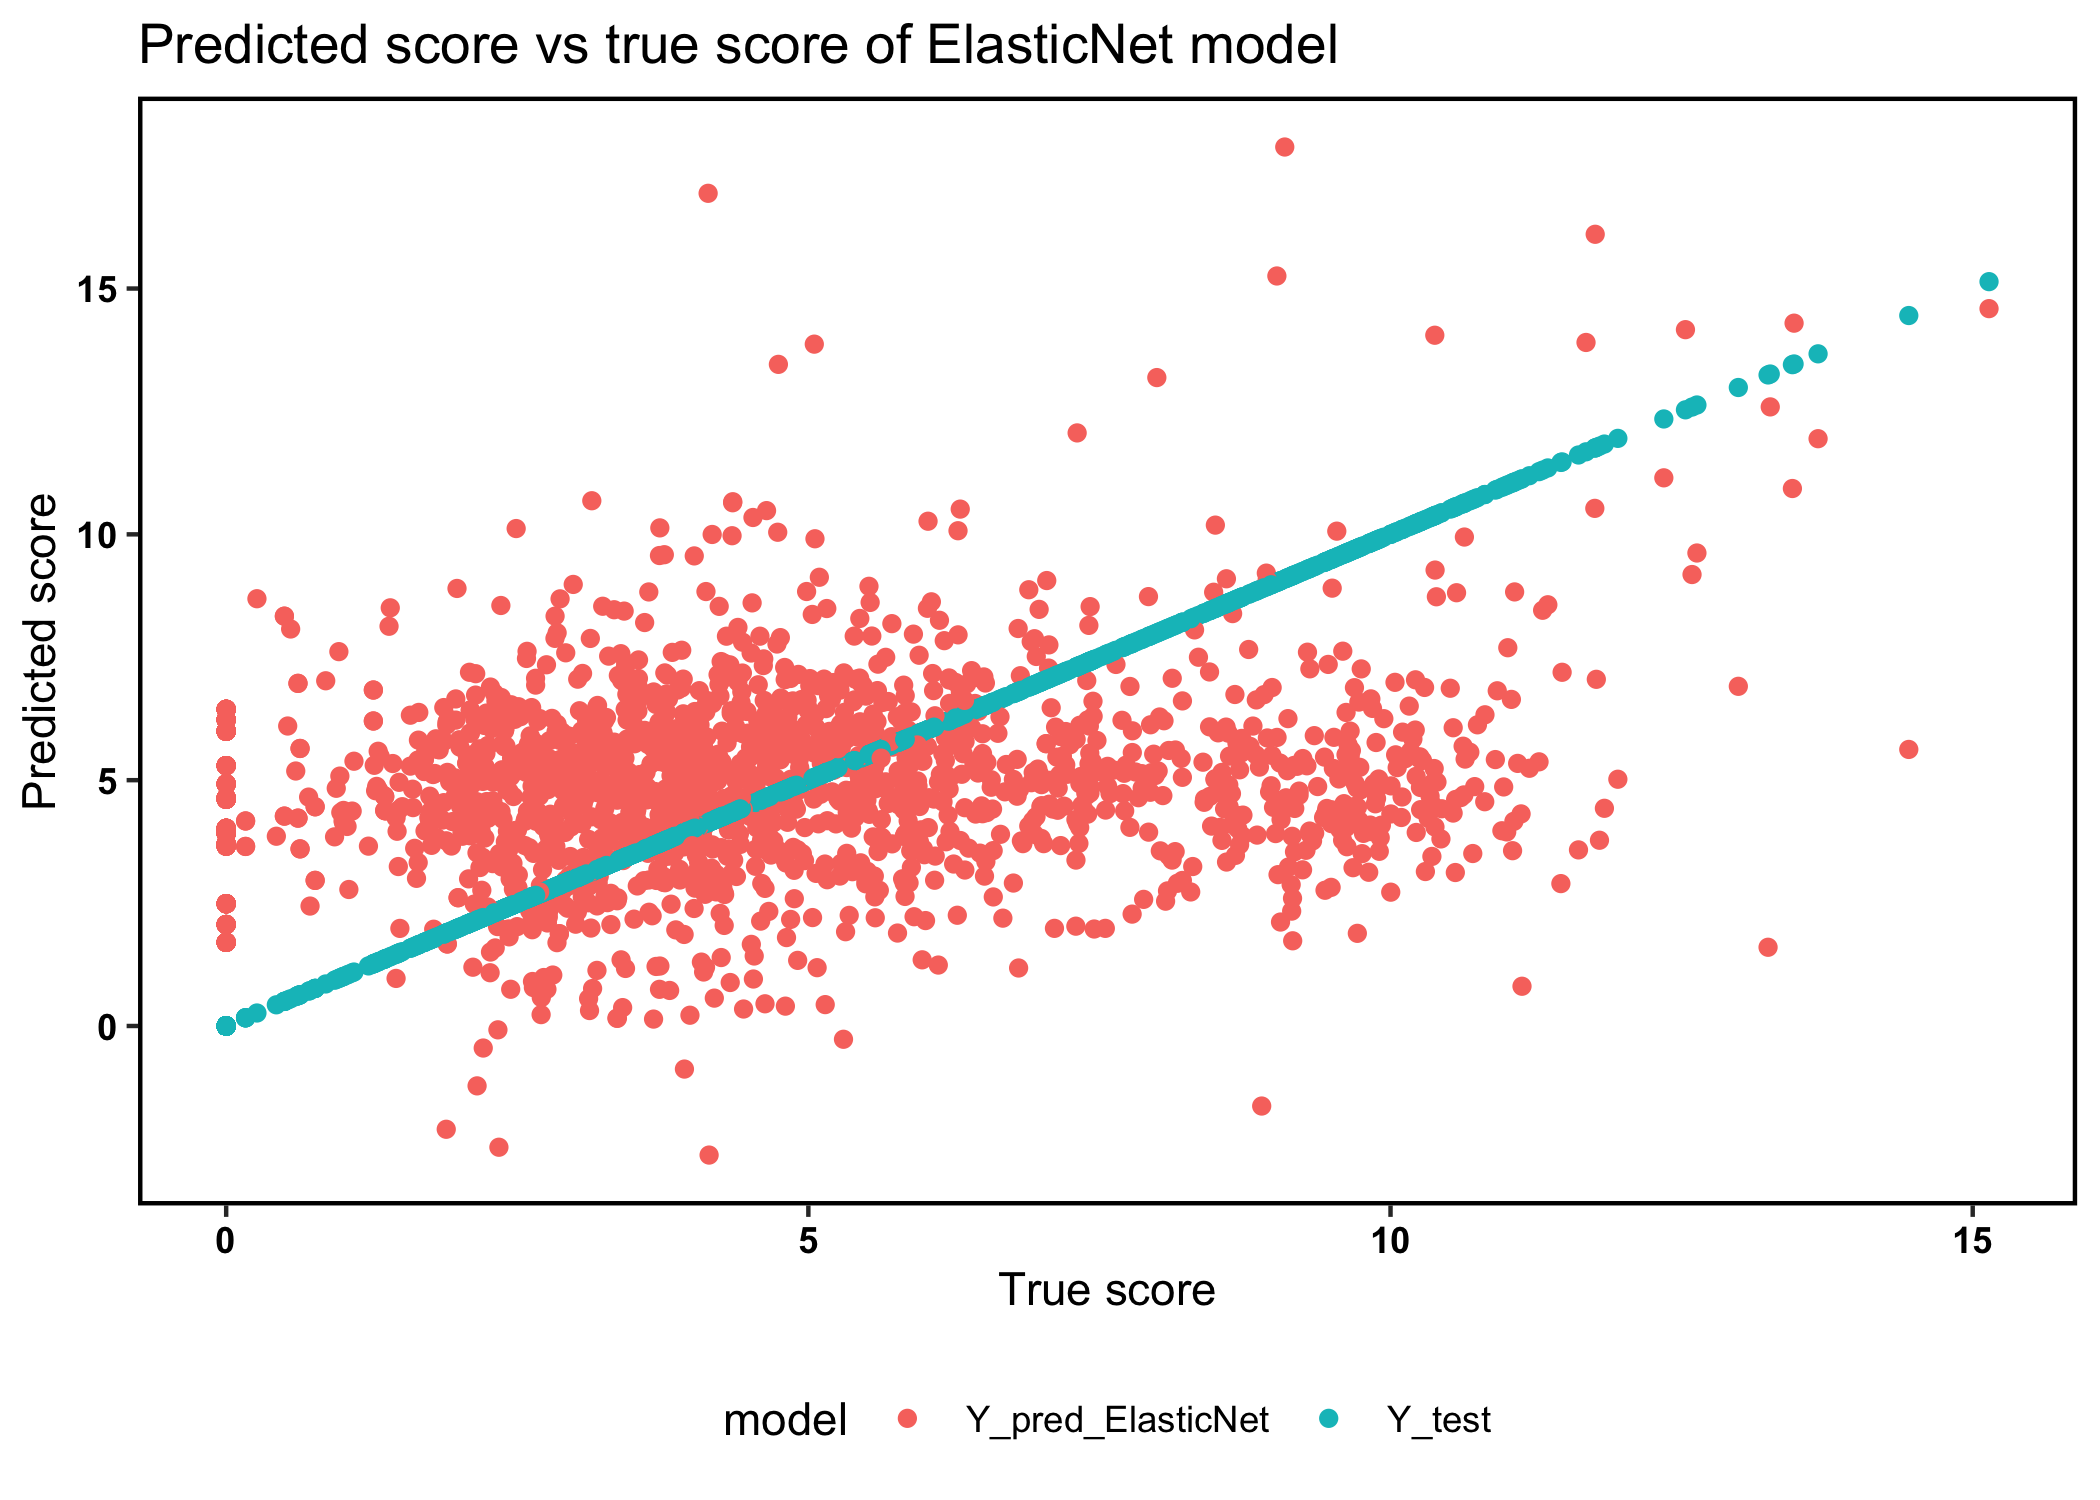 Predicted score vs true score of ElasticNet model
Predicted score
15
10
5
0
0 5 10 15
True score
model Y_pred_ElasticNet Y_test